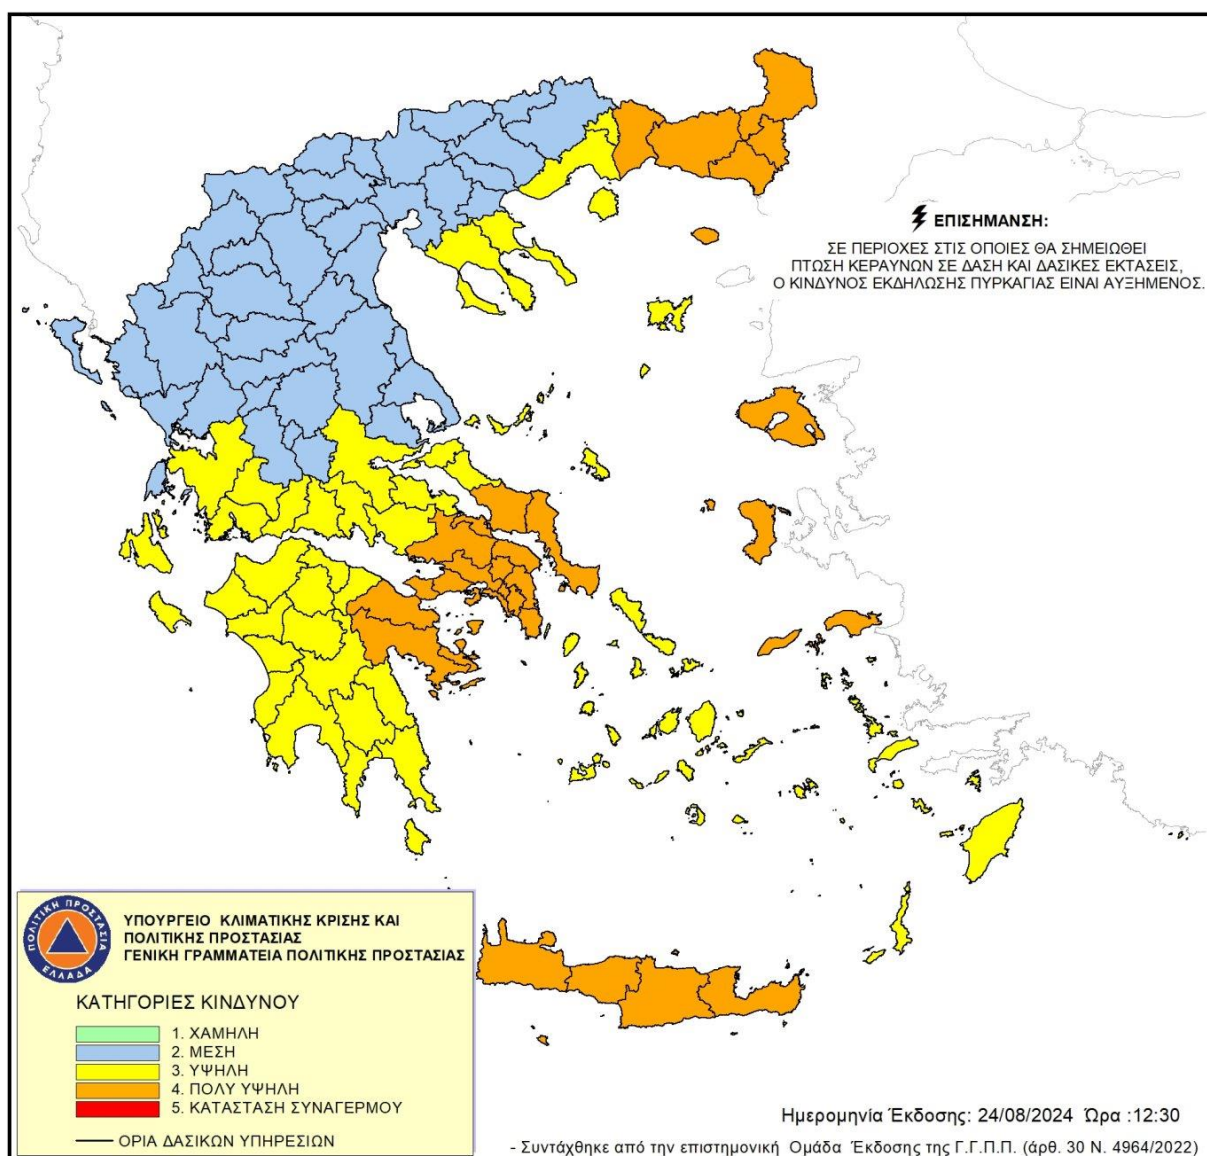 ΕΠΙΣΗΜΑΝΣΗ:
ΣΕ ΠΕΡΙΟΧΕΣ ΣΤΙΣ ΟΠΟΙΕΣ ΘΑ ΣΗΜΕΙΩΘΕΙ
ΠΤΩΣΗ ΚΕΡΑΥΝΩΝ ΣΕ ΔΑΣΗ ΚΑΙ ΔΑΣΙΚΕΣ ΕΚΤΑΣΕΙΣ,
Ο ΚΙΝΔΥΝΟΣ ΕΚΔΗΛΩΣΗΣ ΠΥΡΚΑΓΙΑΣ ΕΙΝΑΙ ΑΥΞΗΜΕΝΟΣ.
ΠΟΛΙΤΙΚΗ ΠΡΟΣΤΑΣΙΑ
ΕΛΛΑΔΑ
ΥΠΟΥΡΓΕΙΟ ΚΛΙΜΑΤΙΚΗΣ ΚΡΙΣΗΣ ΚΑΙ
ΠΟΛΙΤΙΚΗΣ ΠΡΟΣΤΑΣΙΑΣ
ΓΕΝΙΚΗ ΓΡΑΜΜΑΤΕΙΑ ΠΟΛΙΤΙΚΗΣ ΠΡΟΣΤΑΣΙΑΣ
ΚΑΤΗΓΟΡΙΕΣ ΚΙΝΔΥΝΟΥ
1. ΧΑΜΗΛΗ
2. ΜΕΣΗ
3. ΥΨΗΛΗ
4. ΠΟΛΥ ΥΨΗΛΗ
5. ΚΑΤΑΣΤΑΣΗ ΣΥΝΑΓΕΡΜΟΥ
ΟΡΙΑ ΔΑΣΙΚΩΝ ΥΠΗΡΕΣΙΩΝ
Ημερομηνία Έκδοσης: 24/08/2024 Ώρα :12:30
- Συντάχθηκε από την επιστημονική Ομάδα Έκδοσης της Γ.Γ.Π.Π. (άρθ. 30 Ν. 4964/2022)